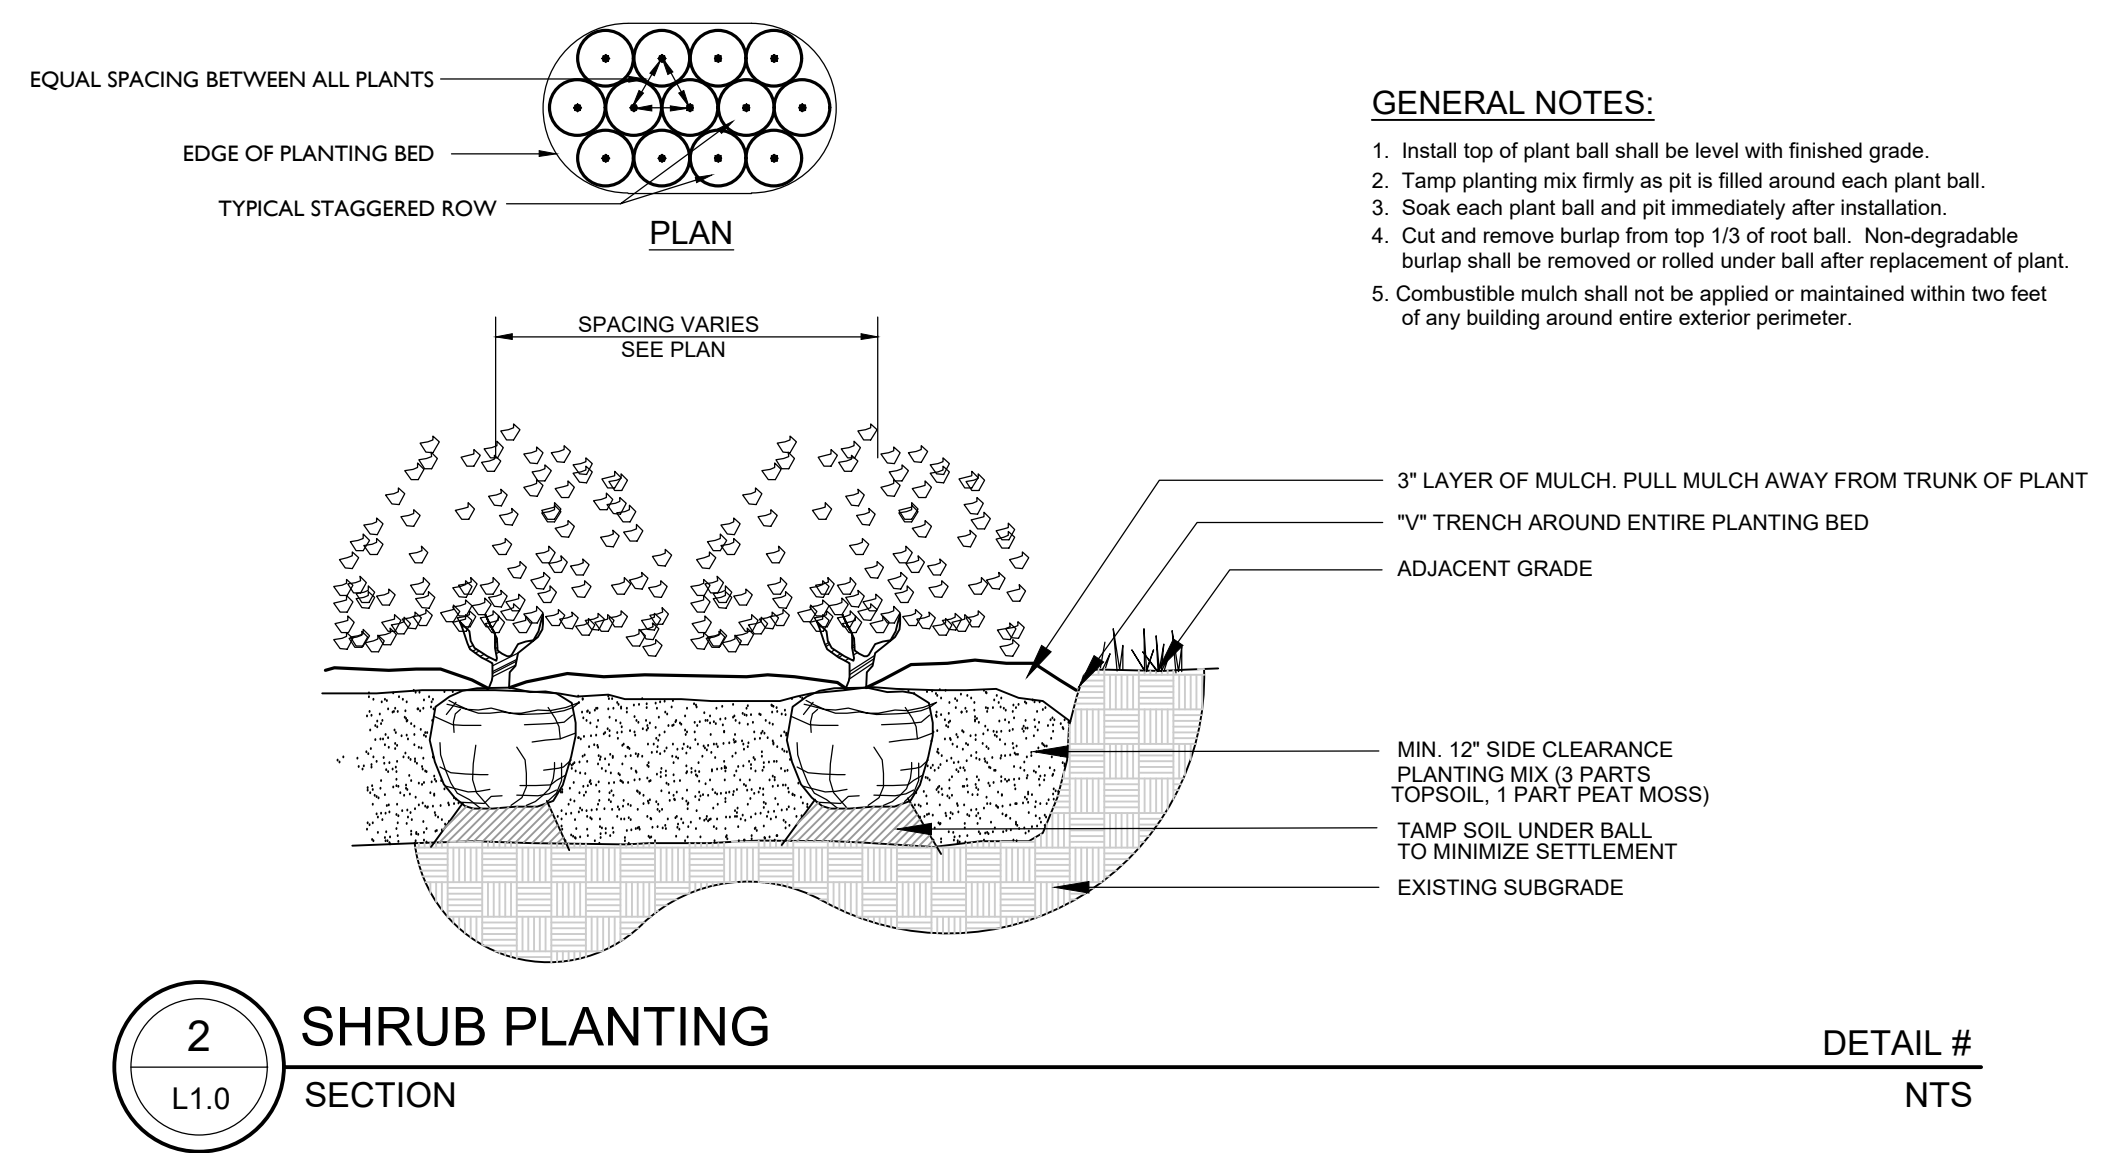 EQUAL SPACING BETWEEN ALL PLANTS
EDGE OF PLANTING BED
TYPICAL STAGGERED ROW
PLAN
GENERAL NOTES:
1. Install top of plant ball shall be level with finished grade.
2. Tamp planting mix firmly as pit is filled around each plant ball.
3. Soak each plant ball and pit immediately after installation.
4. Cut and remove burlap from top 1/3 of root ball. Non-degradable
burlap shall be removed or rolled under ball after replacement of plant.
5. Combustible mulch shall not be applied or maintained within two feet
of any building around entire exterior perimeter.
SPACING VARIES
SEE PLAN
3" LAYER OF MULCH. PULL MULCH AWAY FROM TRUNK OF PLANT
"V" TRENCH AROUND ENTIRE PLANTING BED
ADJACENT GRADE
MIN. 12" SIDE CLEARANCE
PLANTING MIX (3 PARTS
TOPSOIL, 1 PART PEAT MOSS)
TAMP SOIL UNDER BALL
TO MINIMIZE SETTLEMENT
EXISTING SUBGRADE
2
L1.0
SHRUB PLANTING
SECTION
DETAIL #
NTS